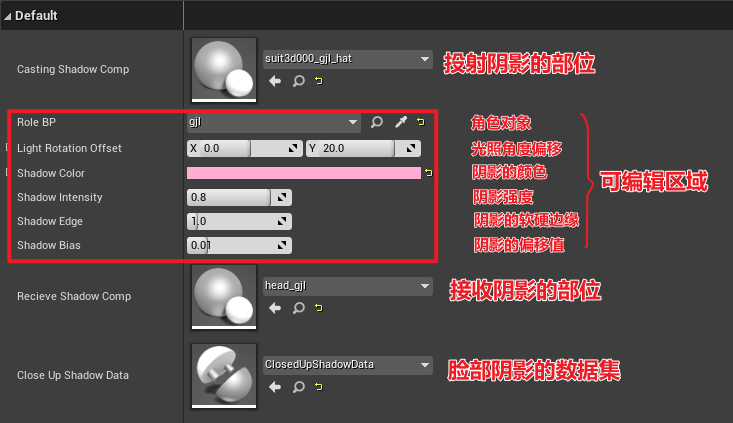 Default
Casting Shadow Comp
suit3d000_gjl_hat
投射阴影的部位
Role BP
gjl
角色对象
Light Rotation Offset
X 0.0
Y 20.0
光照角度偏移
Shadow Color
阴影的颜色
Shadow Intensity
0.8
阴影强度
可编辑区域
Shadow Edge
1.0
阴影的软硬边缘
Shadow Bias
0.01
阴影的偏移值
Recieve Shadow Comp
head_gjl
接收阴影的部位
Close Up Shadow Data
ClosedUpShadowData
脸部阴影的数据集